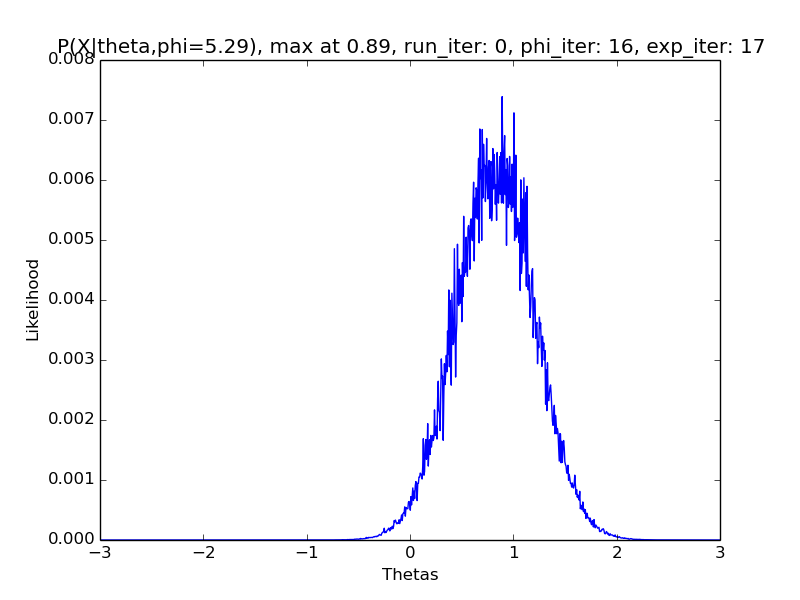 P(X|theta,phi=5.29), max at 0.89, run_iter: 0, phi_iter: 16, exp_iter: 17
0.008
0.007
0.006
0.005
0.004
0.003
0.002
0.001
0.000
Likelihood
−3 −2 −1 0 1 2 3
Thetas